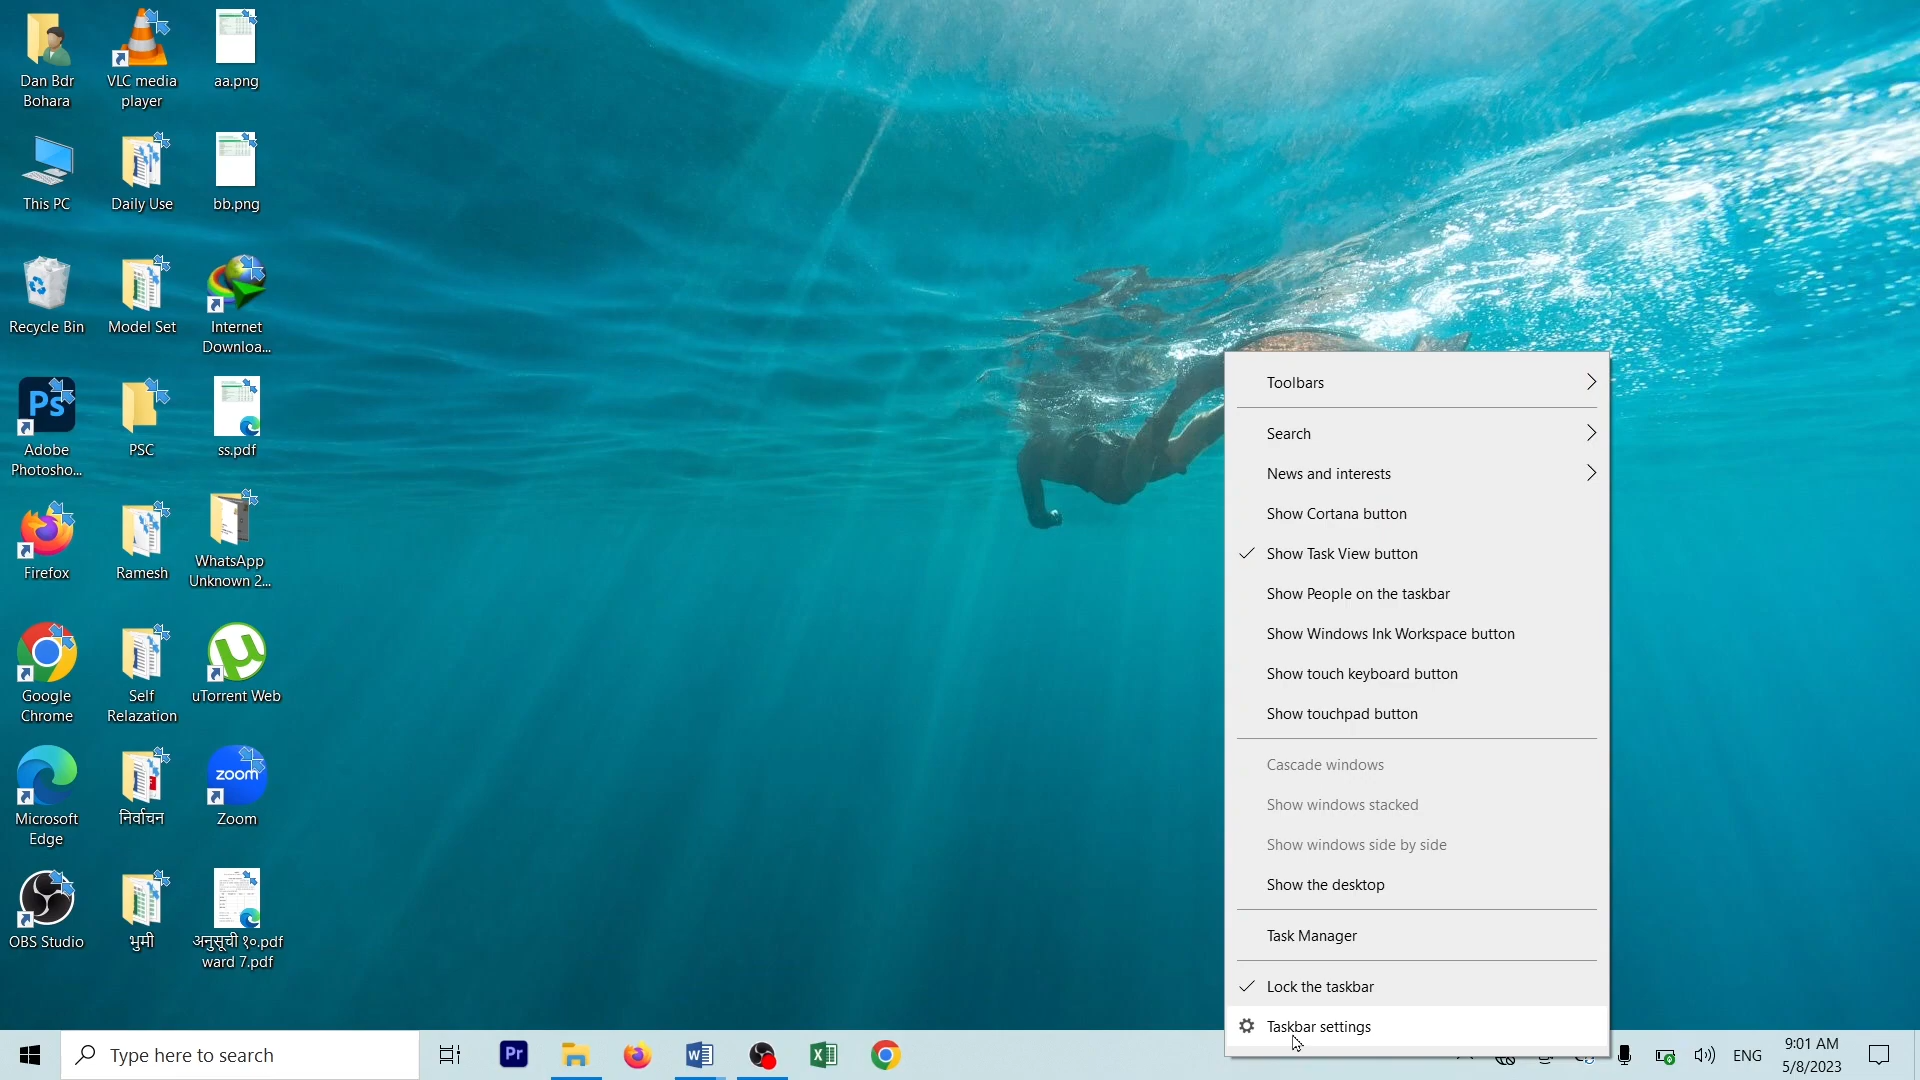 Dan Bdr
Bohara
VLC media
player
aa.png
This PC
Daily Use
bb.png
Recycle Bin
Model Set
Internet
Downloa...
Ps
Adobe
Photosho...
PSC
ss.pdf
Firefox
Ramesh
WhatsApp
Unknown 2...
Google
Chrome
Self
Relazation
uTorrent Web
Microsoft
Edge
निर्वाचन
zoom
Zoom
OBS Studio
भुमी
अनुसूची १०.pdf
ward 7.pdf
Toolbars
Search
News and interests
Show Cortana button
Show Task View button
Show People on the taskbar
Show Windows Ink Workspace button
Show touch keyboard button
Show touchpad button
Cascade windows
Show windows stacked
Show windows side by side
Show the desktop
Task Manager
Lock the taskbar
Taskbar settings
Type here to search
Pr
ENG
9:01 AM
5/8/2023